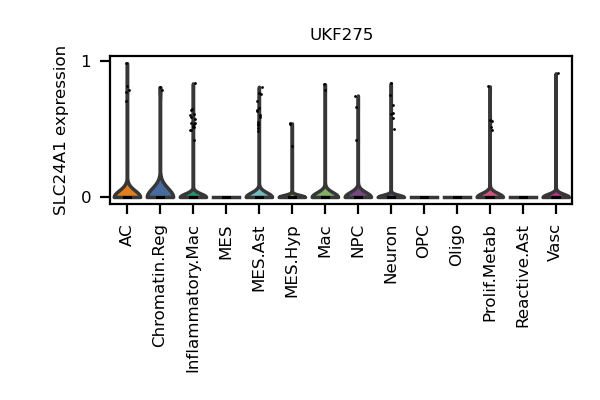 UKF275
SLC24A1 expression
1
0
AC
Chromatin.Reg
Inflammatory.Mac
MES
MES.Ast
MES.Hyp
Mac
NPC
Neuron
OPC
Oligo
Prolif.Metab
Reactive.Ast
Vasc